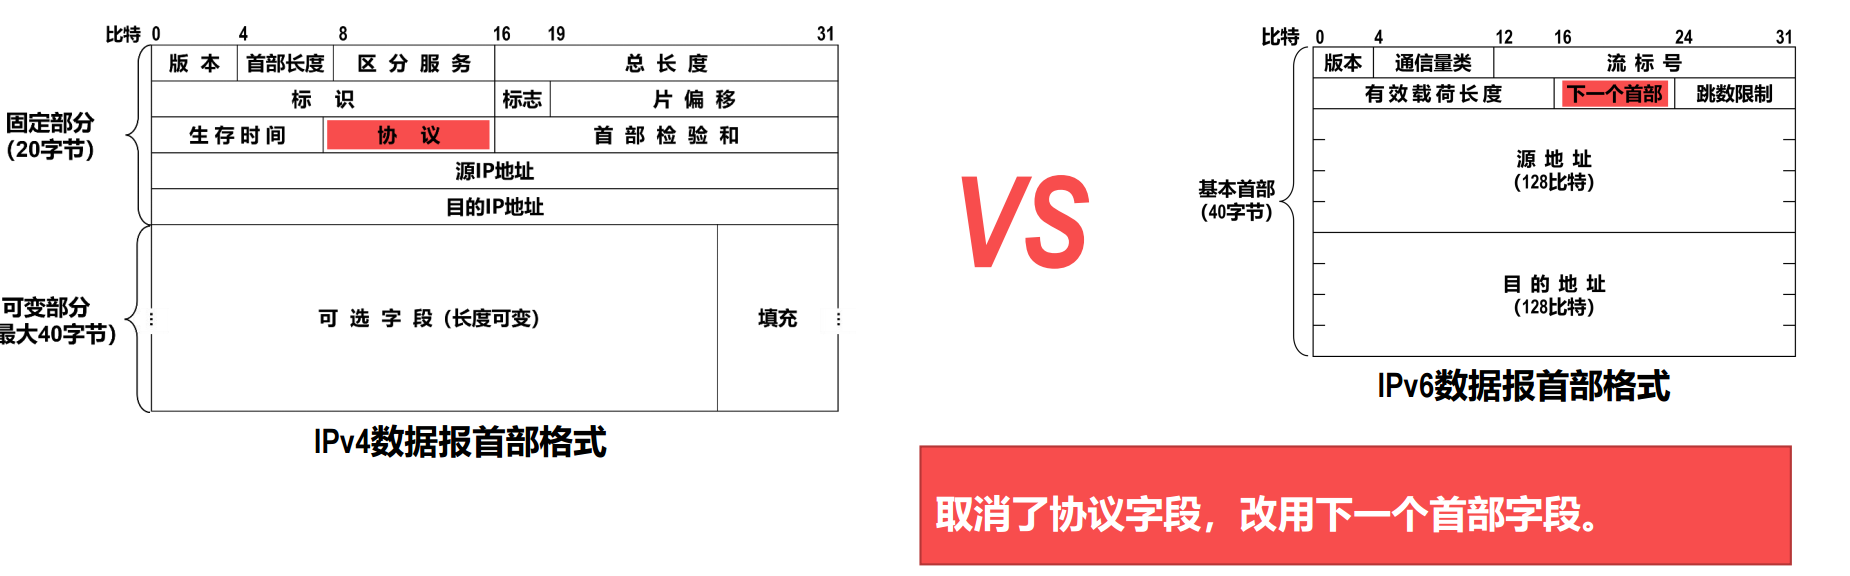 比特 0 4 8 16 19 31
版 本 首部长度 区 分 服 务 总 长 度
标 识 标志 片 偏 移
固定部分
(20字节)
生 存 时 间 协 议 首 部 检 验 和
源IP地址
目的IP地址
可变部分
最大40字节)
可 选 字 段 (长度可变) 填充
IPv4数据报首部格式
VS
比特 0 4 12 16 24 31
版本 通信量类 流 标 号
有 效 载 荷 长 度 下一个首部 跳数限制
源 地 址
(128比特)
基本首部
(40字节)
目 的 地 址
(128比特)
IPv6数据报首部格式
取消了协议字段，改用下一个首部字段。